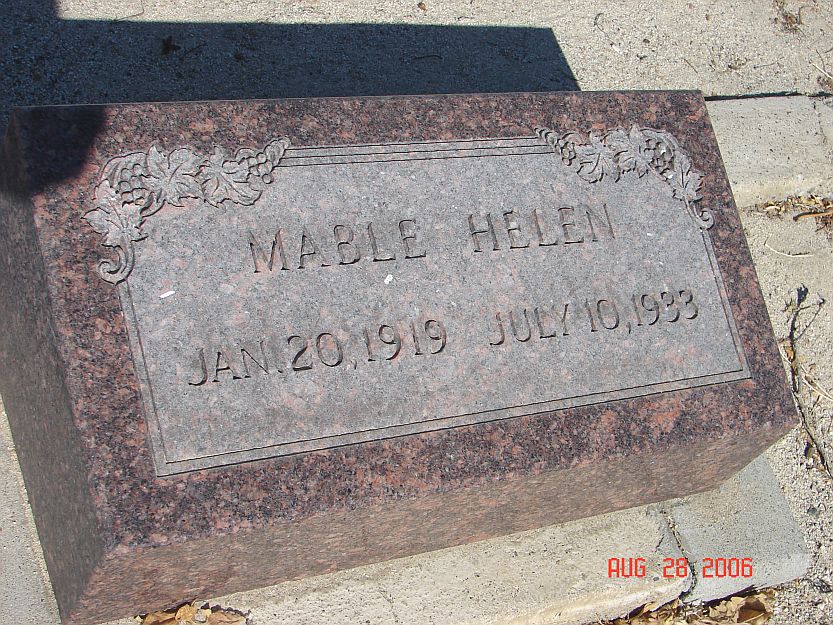 MABLE HELEN
JAN. 20, 1919 JULY 10, 1933
AUG 28 2006